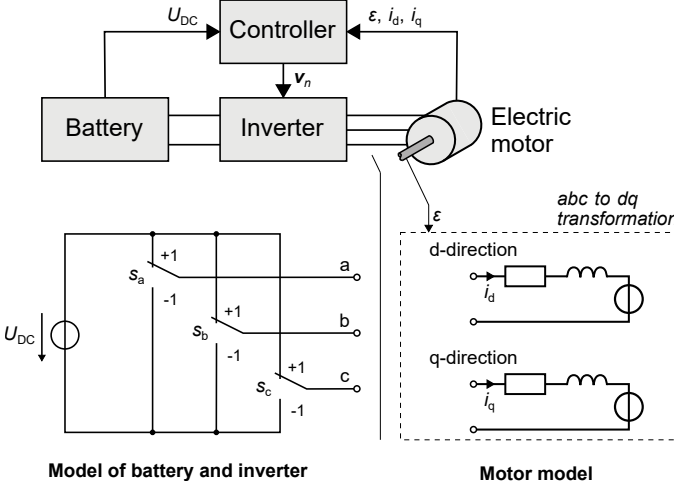 U_DC
Controller
ε, i_d, i_q
v_n
Battery
Inverter
Electric
motor
ε
abc to dq
transformation
s_a
+1
-1
a
s_b
+1
-1
b
s_c
+1
-1
c
U_DC
d-direction
i_d
q-direction
i_q
Model of battery and inverter
Motor model